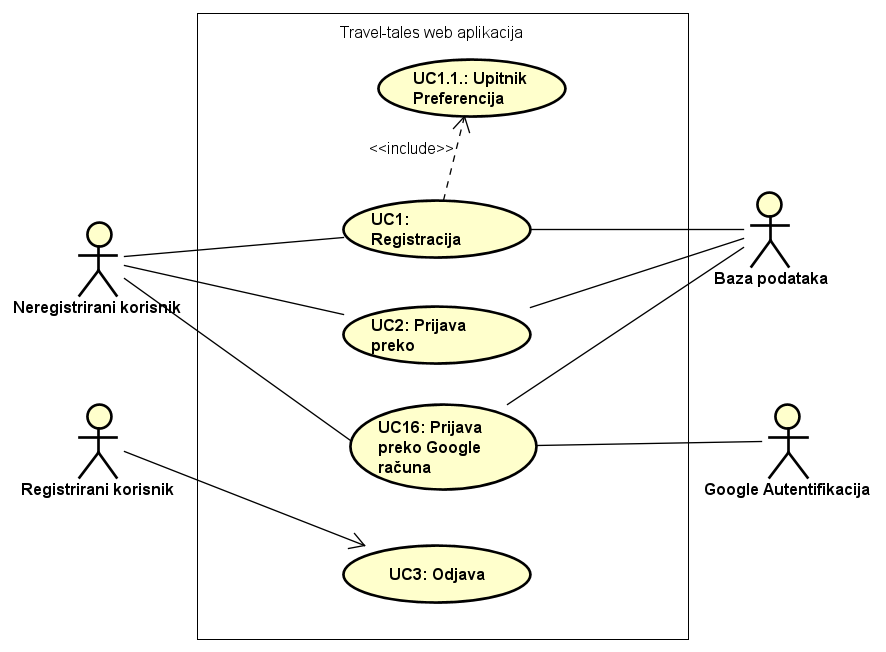 Travel-tales web aplikacija
UC1.1.: Upitnik
Preferencija
<<include>>
UC1:
Registracija
Neregistrirani korisnik
Baza podataka
UC2: Prijava
preko
UC16: Prijava
preko Google
računa
Registrirani korisnik
Google Autentifikacija
UC3: Odjava